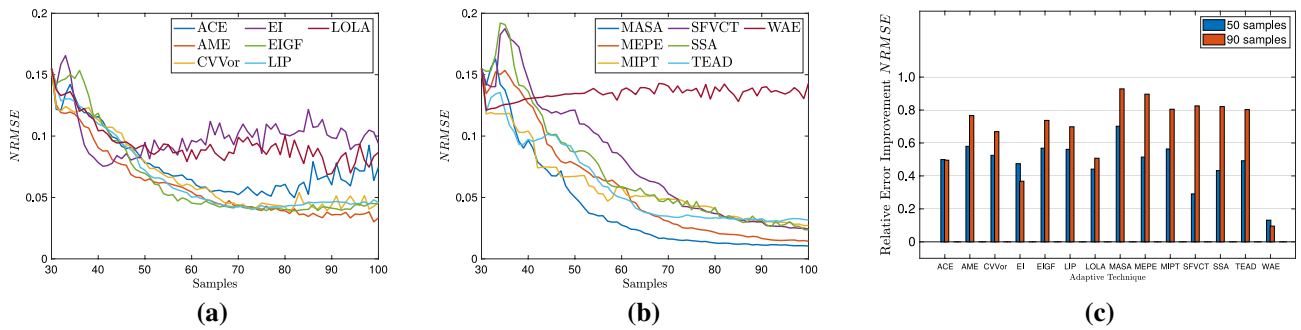 0.2
0.15
0.1
0.05
0
NRMSE
ACE EI LOLA
AME EIGF
CVVor LIP
30 40 50 60 70 80 90 100
Samples
(a)
0.2
0.15
0.1
0.05
0
NRMSE
MASA SFVCT WAE
MEPE SSA
MIPT TEAD
30 40 50 60 70 80 90 100
Samples
(b)
Relative Error Improvement NRMSE
50 samples
90 samples
1,0
0.8
0.6
0.4
0.2
0
ACE AME CVVor EI EIGF LIP LOLA MASA MEPE MIPT SFVCT SSA TEAD WAE
Adaptive Technique
(c)